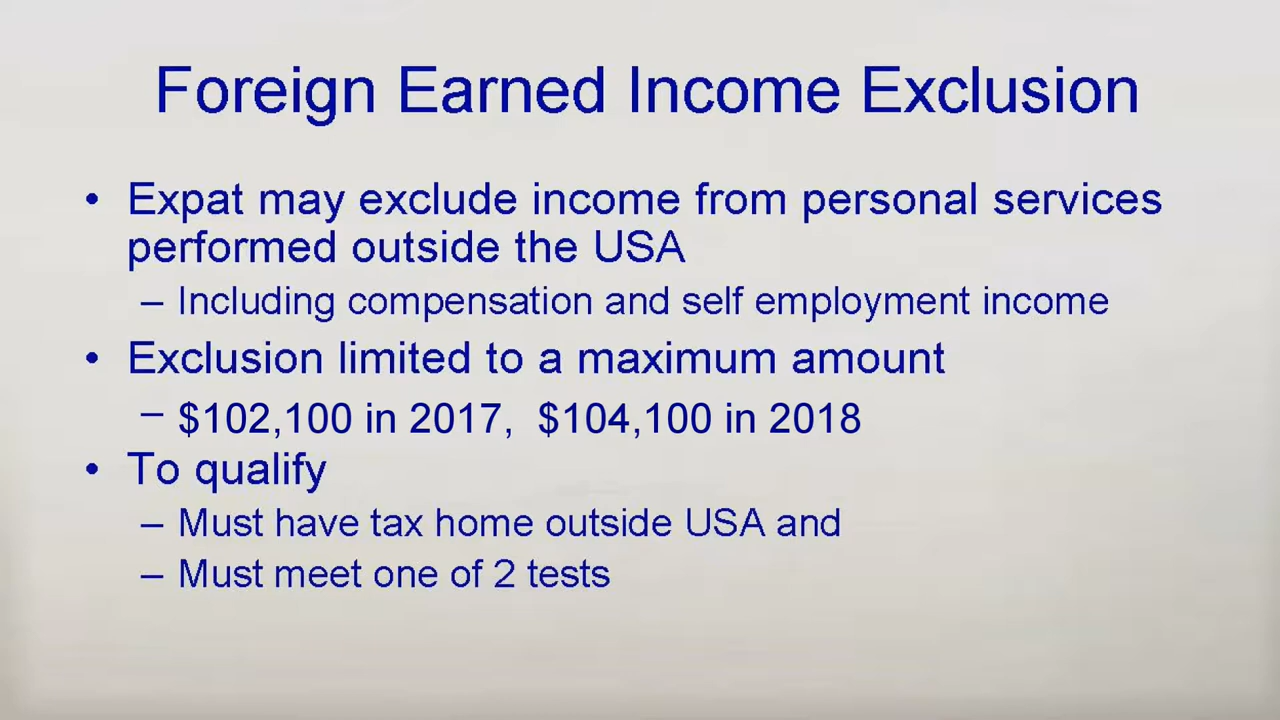 Foreign Earned Income Exclusion
• Expat may exclude income from personal services
performed outside the USA
– Including compensation and self employment income
• Exclusion limited to a maximum amount
– $102,100 in 2017, $104,100 in 2018
• To qualify
– Must have tax home outside USA and
– Must meet one of 2 tests